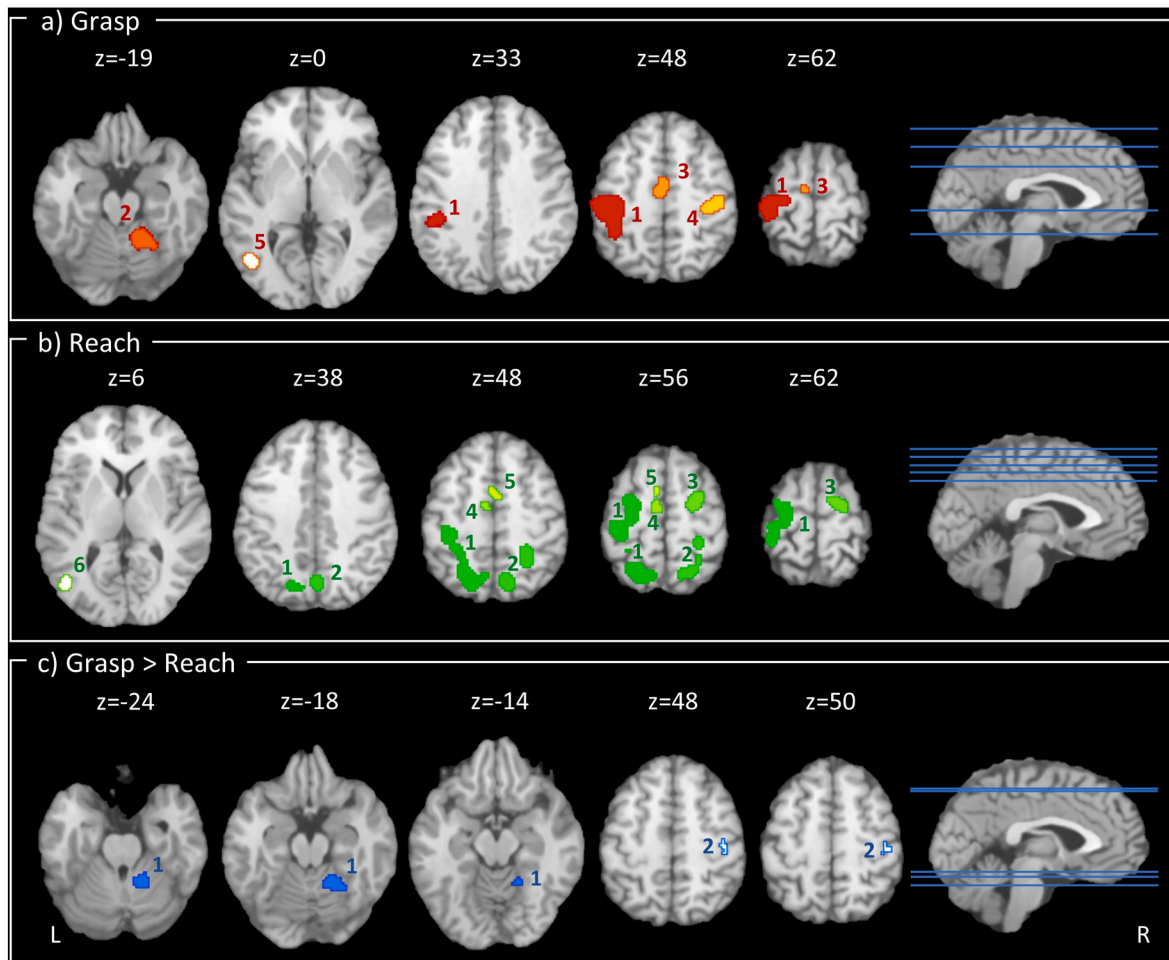 a) Grasp
z=-19 z=0 z=33 z=48 z=62
3
1 3
2 1 1 4
5
b) Reach
z=6 z=38 z=48 z=56 z=62
5 5 3 3
4 1 4 1
6 1 2 1 2 1 2
c) Grasp > Reach
z=-24 z=-18 z=-14 z=48 z=50
2 2
1 1 1
L R